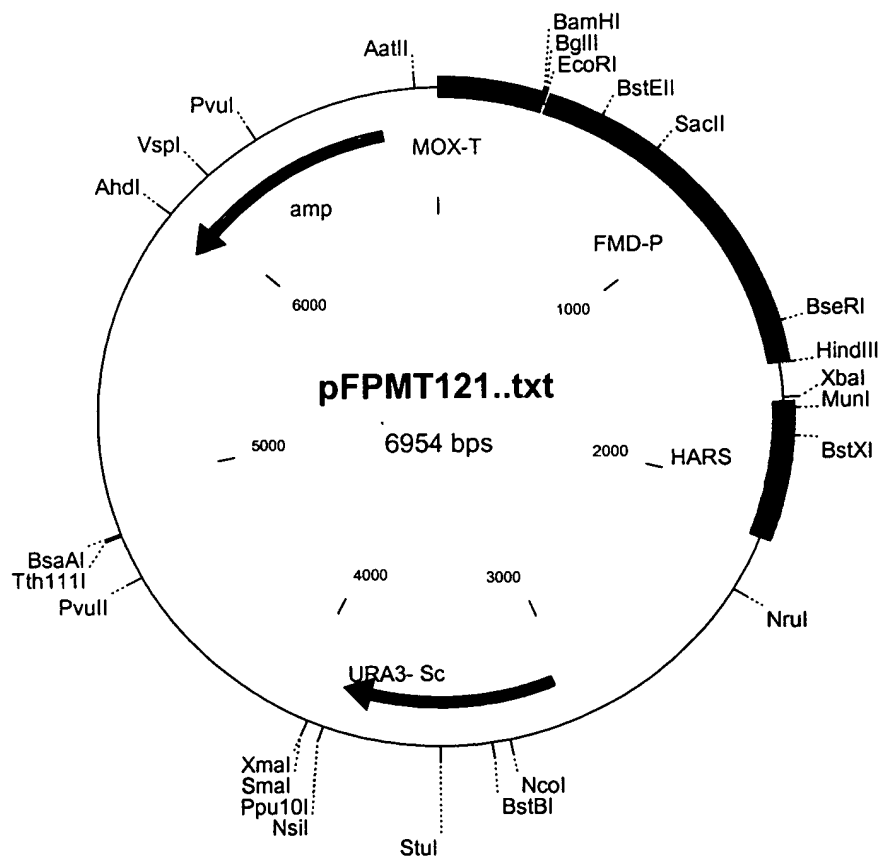 BamHI
BglII
EcoRI
AatII
BstEII
PvuI
SacII
MOX-T
VspI
AhdI
amp
FMD-P
6000
1000
BseRI
HindIII
pFPMT121..txt
XbaI
MunI
6954 bps
5000
2000
HARS
BstXI
BsaAI
Tth111I
PvuII
4000
3000
NruI
URA3- Sc
XmaI
SmaI
Ppu10I
NsiI
NcoI
BstBI
StuI